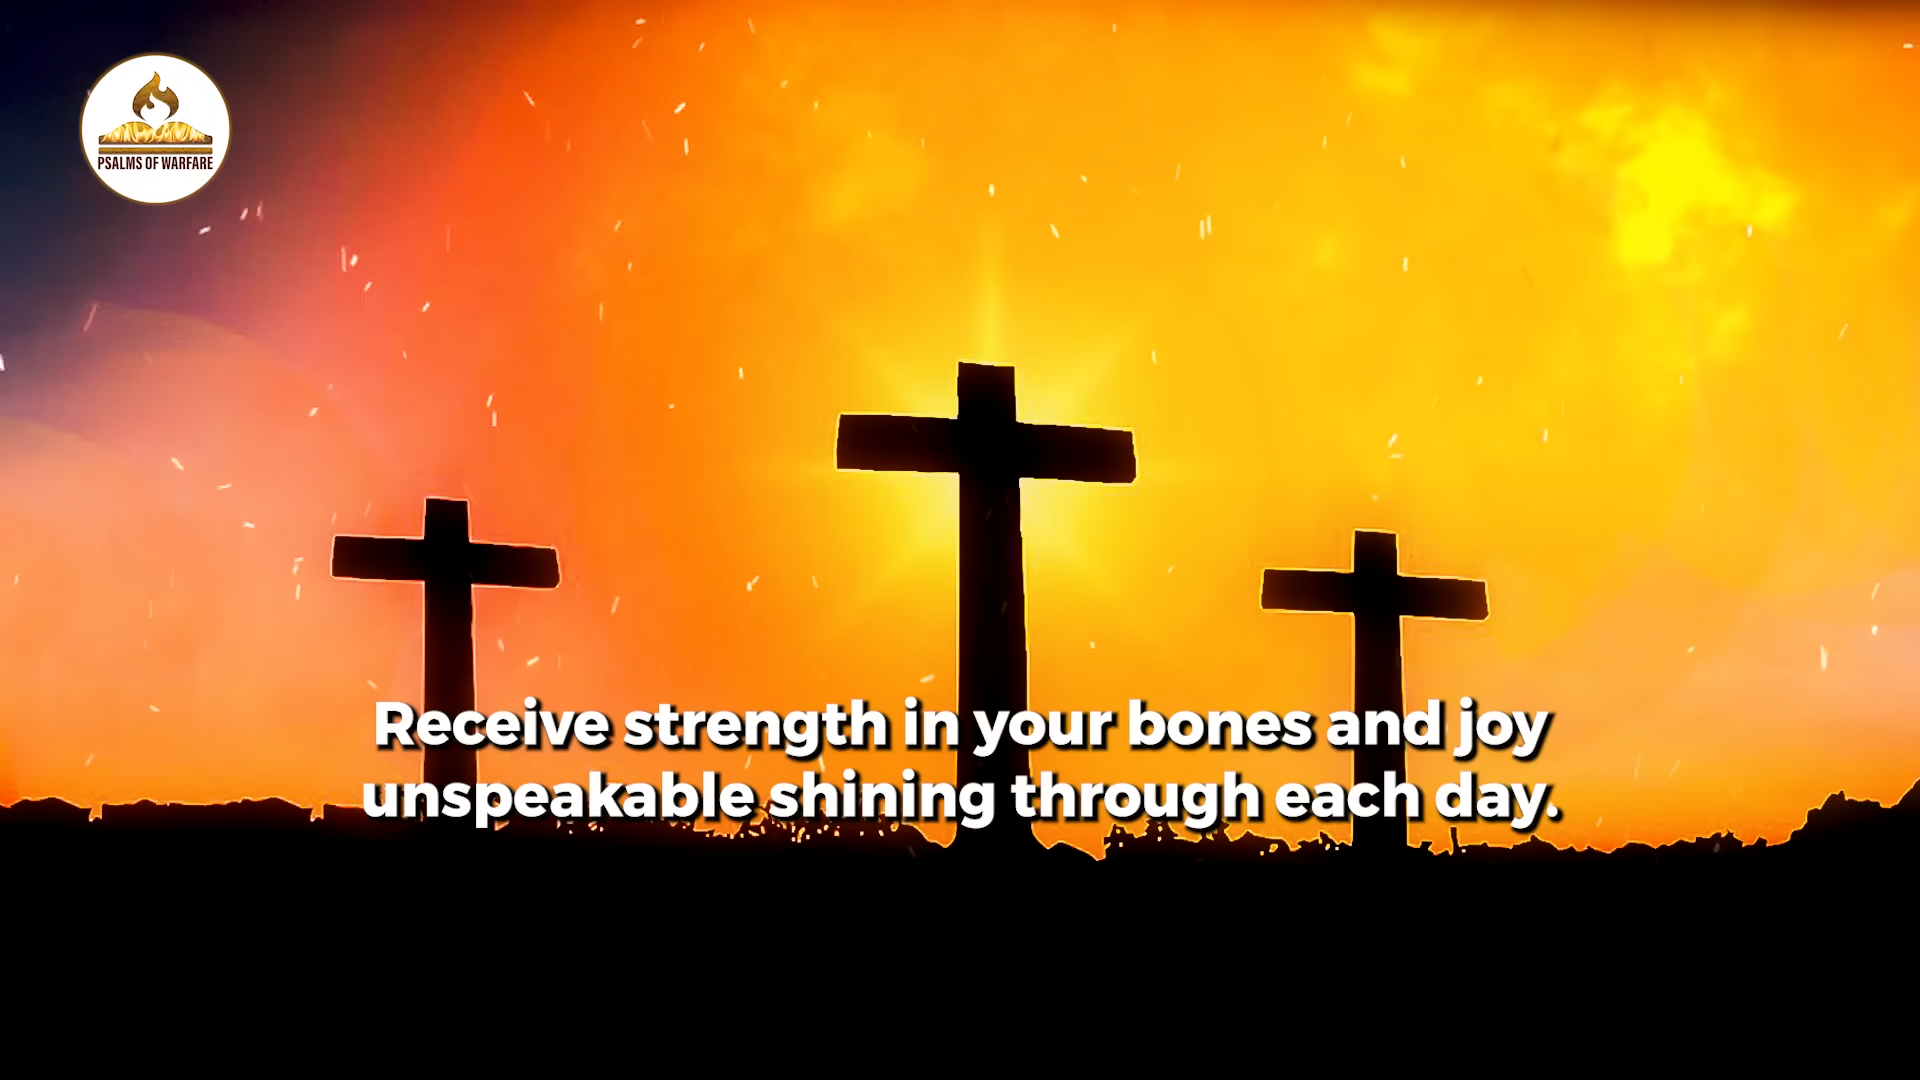 PSALMS OF WARFARE
Receive strength in your bones and joy
unspeakable shining through each day.